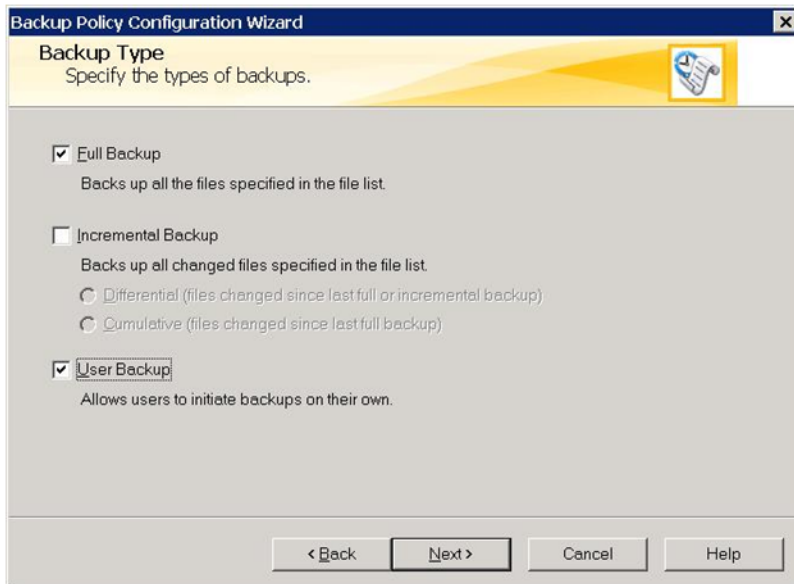 Backup Policy Configuration Wizard
Backup Type
Specify the types of backups.
Full Backup
Backs up all the files specified in the file list.
Incremental Backup
Backs up all changed files specified in the file list.
Differential (files changed since last full or incremental backup)
Cumulative (files changed since last full backup)
User Backup
Allows users to initiate backups on their own.
< Back Next > Cancel Help